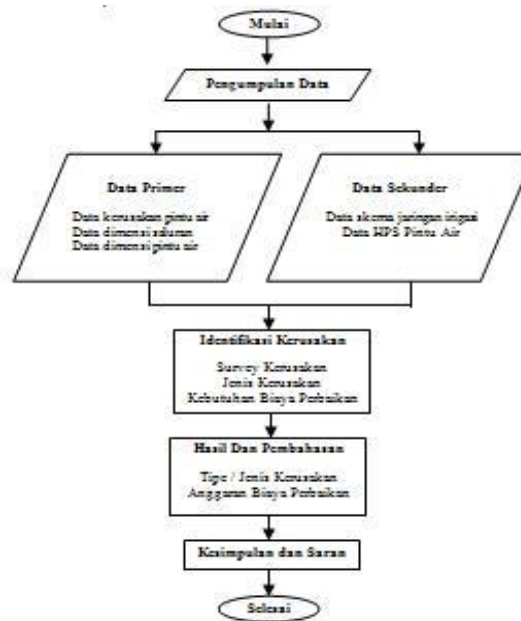 Mulai
Pengumpulan Data
Data Primer
Data kerusakan pintu air
Data dimensi saluran
Data dimensi pintu air
Data Sekunder
Data skema jaringan irigasi
Data HPS Pintu Air
Identifikasi Kerusakan
Survey Kerusakan
Jenis Kerusakan
Kebutuhan Biaya Perbaikan
Hasil Dan Pembahasan
Tipe / Jenis Kerusakan
Anggaran Biaya Perbaikan
Kesimpulan dan Saran
Selesai